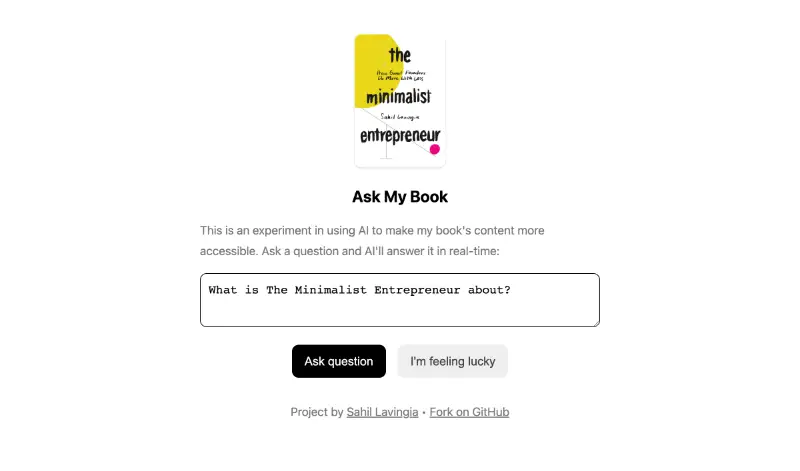 the
How Great Founders
Do More with Less
minimalist
Sahil Lavingia
entrepreneur
Ask My Book
This is an experiment in using AI to make my book's content more
accessible. Ask a question and AI'll answer it in real-time:
What is The Minimalist Entrepreneur about?
Ask question
I'm feeling lucky
Project by Sahil Lavingia • Fork on GitHub